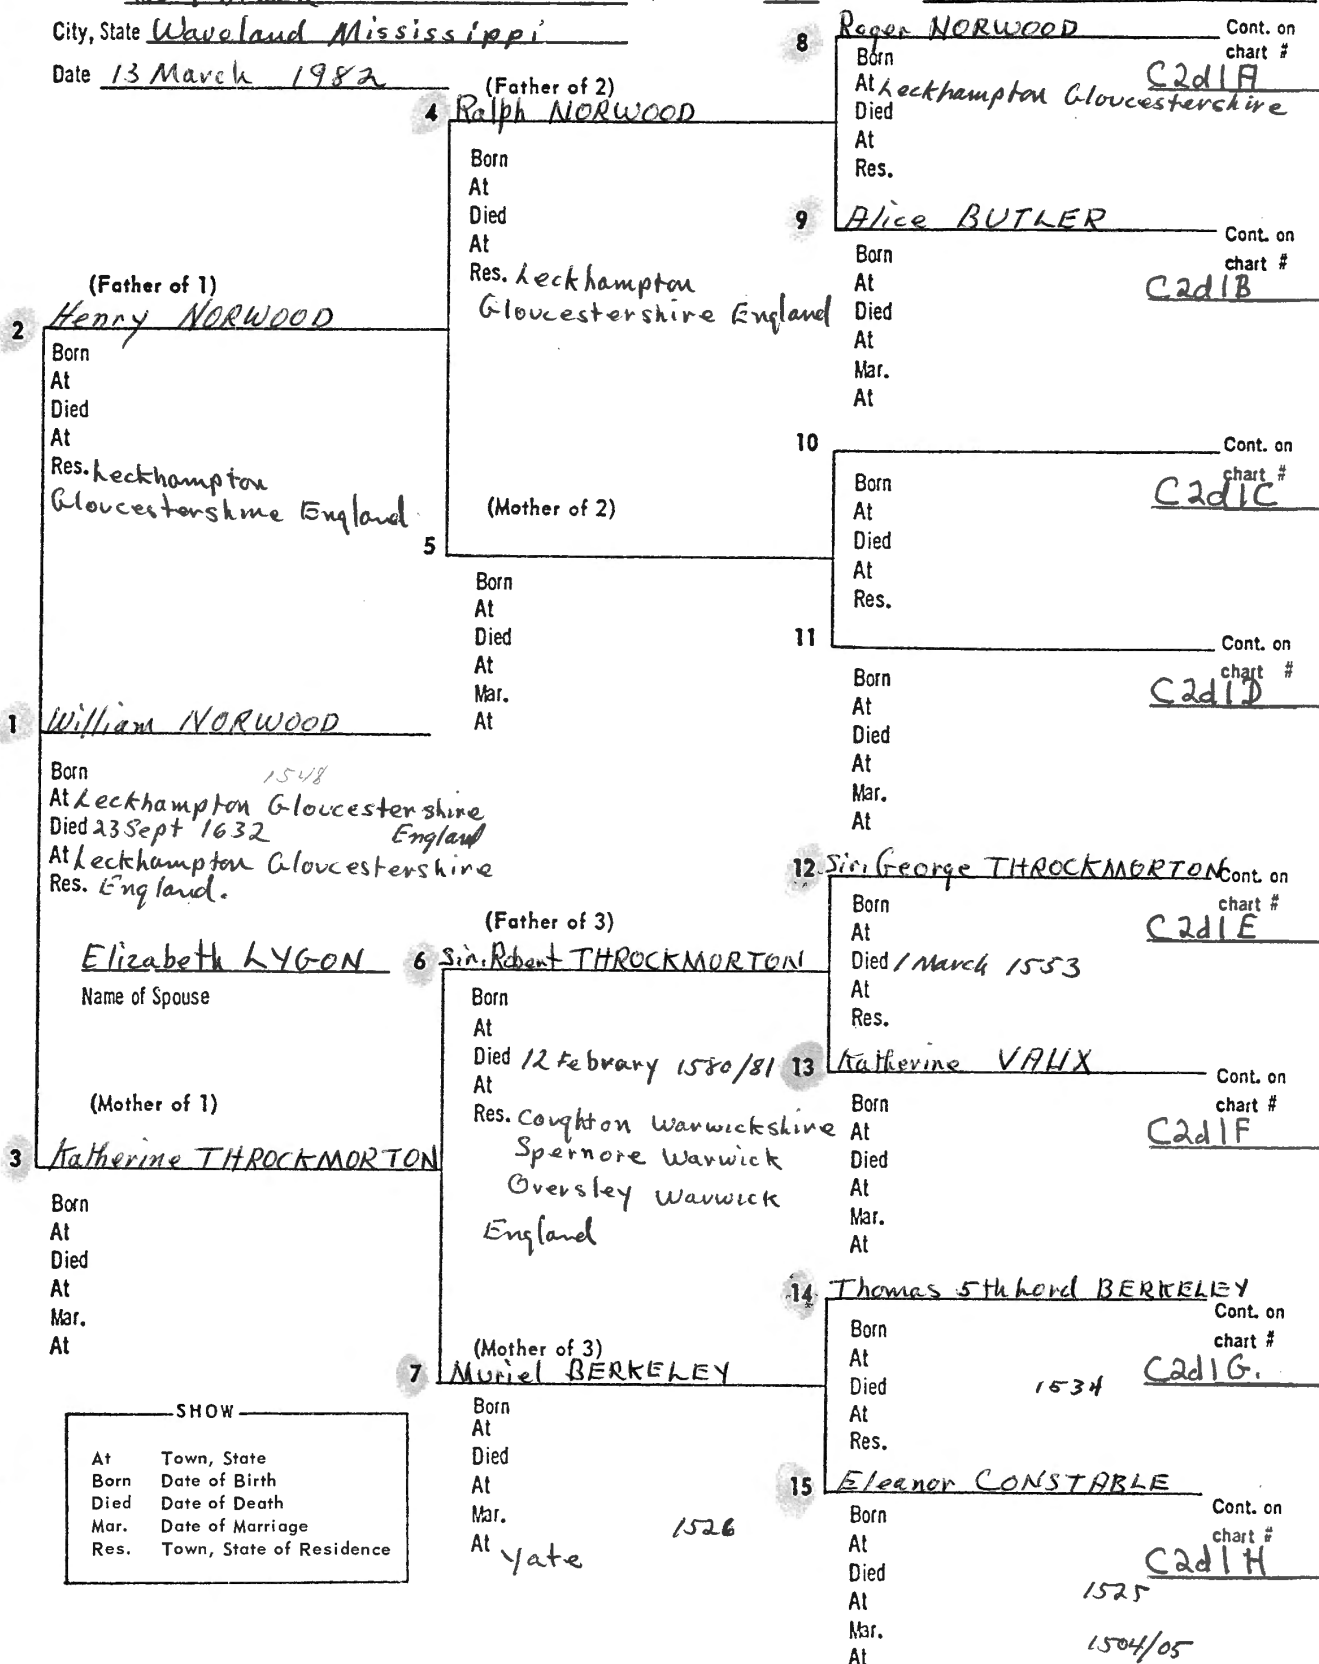 City, State Waveland Mississippi
Date 13 March 1982
(Father of 1)
2 Henry NORWOOD
Born
At
Died
At
Res. Leckhampton
Gloucestershire England
1 William NORWOOD
Born 1548
At Leckhampton Gloucestershire
England
Died 23 Sept 1632
At Leckhampton Gloucestershire
Res. England.
Elizabeth LYGON
Name of Spouse
(Mother of 1)
3 Katherine THROCKMORTON
Born
At
Died
At
Mar.
At
SHOW
At Town, State
Born Date of Birth
Died Date of Death
Mar. Date of Marriage
Res. Town, State of Residence
(Father of 2)
4 Ralph NORWOOD
Born
At
Died
At
Res. Leckhampton
Gloucestershire England
(Mother of 2)
5
Born
At
Died
At
Mar.
At
(Father of 3)
6 Sir. Robert THROCKMORTON
Born
At
Died 12 Febrary 1580/81
At
Res. Coughton Warwickshire
Spernore Warwick
Oversley Warwick
England
(Mother of 3)
7 Muriel BERKELEY
Born
At
Died
At
Mar. 1526
At Yate
8 Roger NORWOOD
Cont. on
chart #
C2d1A
Born
At Leckhampton Gloucestershire
Died
At
Res.
9 Alice BUTLER
Cont. on
chart #
C2d1B
Born
At
Died
At
Mar.
At
10
Cont. on
chart #
C2d1C
Born
At
Died
At
Res.
11
Cont. on
chart #
C2d1D
Born
At
Died
At
Mar.
At
12 Sir. George THROCKMORTON
Cont. on
chart #
C2d1E
Born
At
Died 1 March 1553
At
Res.
13 Katherine VAUX
Cont. on
chart #
C2d1F
Born
At
Died
At
Mar.
At
14 Thomas 5th Lord BERKELEY
Cont. on
chart #
C2d1G.
Born
At
Died 1534
At
Res.
15 Eleanor CONSTABLE
Cont. on
chart #
C2d1H
Born
At
Died 1525
At
Mar. 1504/05
At